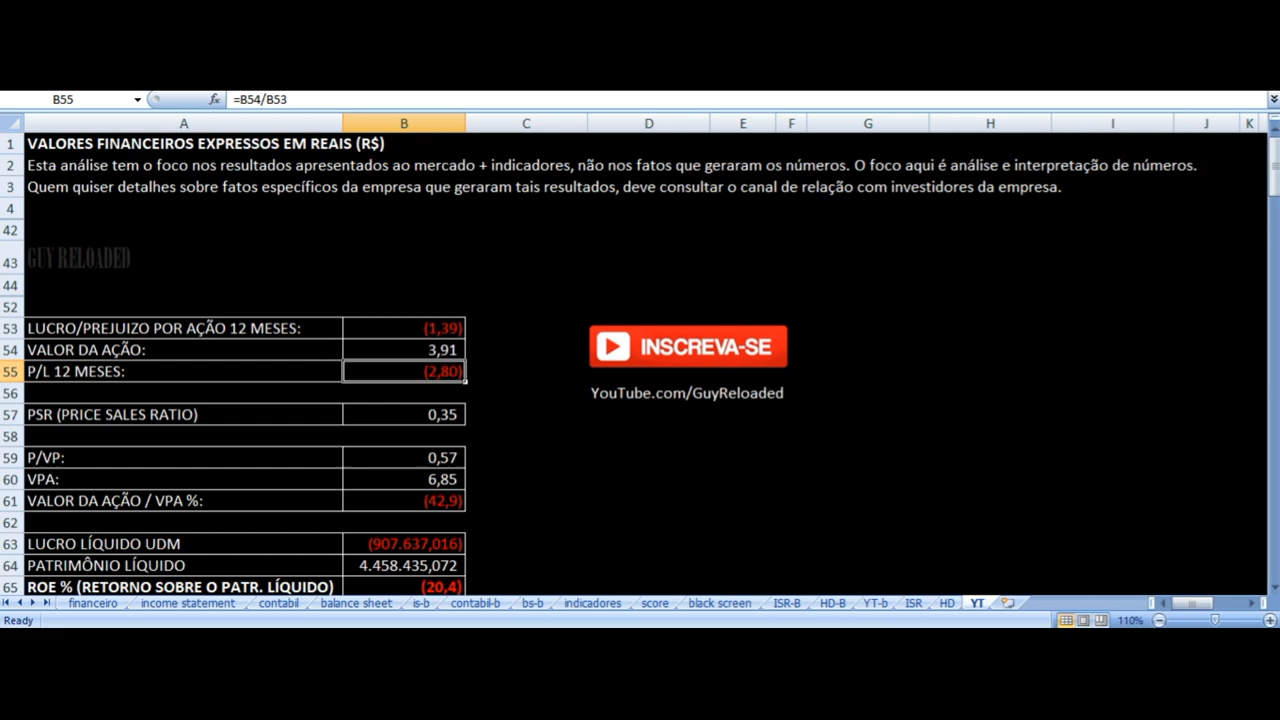 B55 fx =B54/B53
A B C D E F G H I J K
1 VALORES FINANCEIROS EXPRESSOS EM REAIS (R$)
2 Esta análise tem o foco nos resultados apresentados ao mercado + indicadores, não nos fatos que geraram os números. O foco aqui é análise e interpretação de números.
3 Quem quiser detalhes sobre fatos específicos da empresa que geraram tais resultados, deve consultar o canal de relação com investidores da empresa.
4
42
43 GUY RELOADED
44
52
53 LUCRO/PREJUIZO POR AÇÃO 12 MESES: (1,39)
54 VALOR DA AÇÃO: 3,91
INSCREVA-SE
55 P/L 12 MESES: (2,80)
YouTube.com/GuyReloaded
56
57 PSR (PRICE SALES RATIO) 0,35
58
59 P/VP: 0,57
60 VPA: 6,85
61 VALOR DA AÇÃO / VPA %: (42,9)
62
63 LUCRO LÍQUIDO UDM (907.637,016)
64 PATRIMÔNIO LÍQUIDO 4.458.435,072
65 ROE % (RETORNO SOBRE O PATR. LÍQUIDO) (20,4)
financeiro income statement contabil balance sheet is-b contabil-b bs-b indicadores score black screen ISR-B HD-B YT-b ISR HD YT
Ready 110%